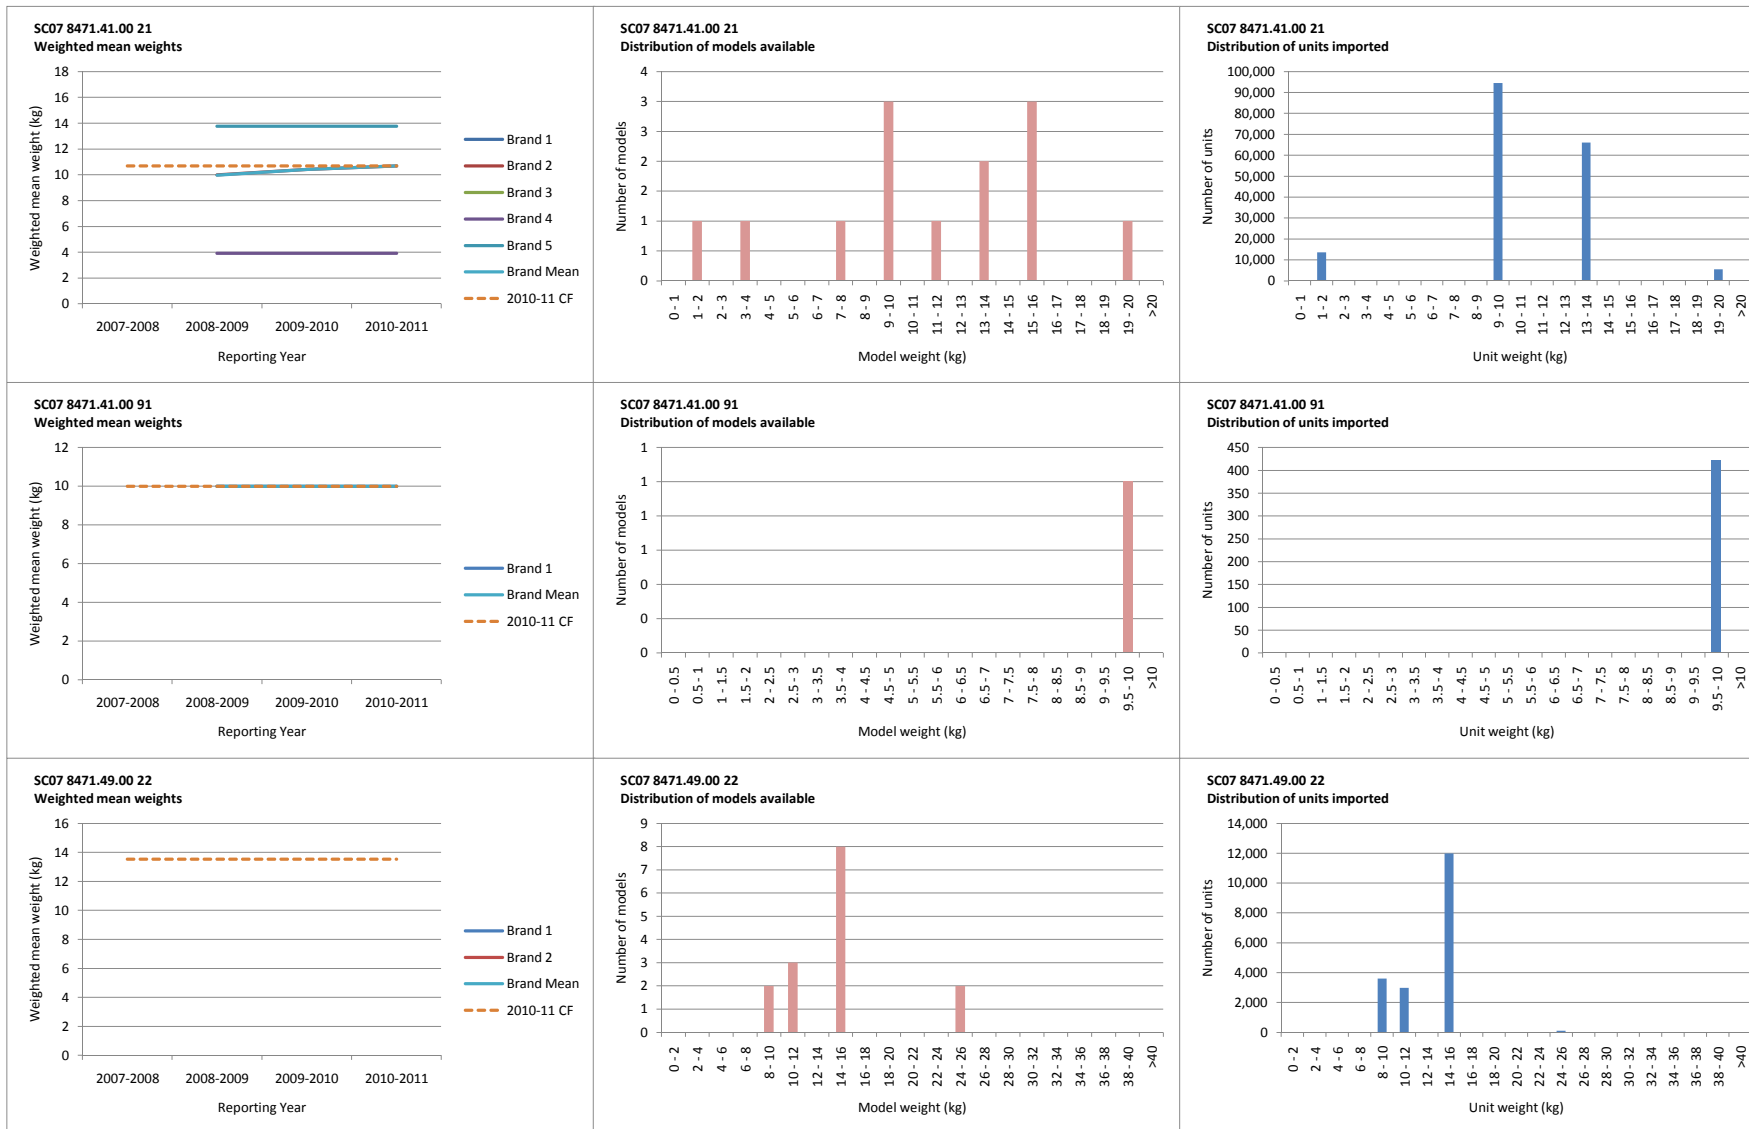 SC07 8471.41.00 21
Weighted mean weights
Weighted mean weight (kg)
18
16
14
12
10
8
6
4
2
0
2007-2008 2008-2009 2009-2010 2010-2011
Reporting Year
Brand 1
Brand 2
Brand 3
Brand 4
Brand 5
Brand Mean
2010-11 CF
SC07 8471.41.00 21
Distribution of models available
Number of models
4
3
3
2
2
1
1
0
0 - 1
1 - 2
2 - 3
3 - 4
4 - 5
5 - 6
6 - 7
7 - 8
8 - 9
9 - 10
10 - 11
11 - 12
12 - 13
13 - 14
14 - 15
15 - 16
16 - 17
17 - 18
18 - 19
19 - 20
>20
Model weight (kg)
SC07 8471.41.00 21
Distribution of units imported
Number of units
100,000
90,000
80,000
70,000
60,000
50,000
40,000
30,000
20,000
10,000
0
0 - 1
1 - 2
2 - 3
3 - 4
4 - 5
5 - 6
6 - 7
7 - 8
8 - 9
9 - 10
10 - 11
11 - 12
12 - 13
13 - 14
14 - 15
15 - 16
16 - 17
17 - 18
18 - 19
19 - 20
>20
Unit weight (kg)
SC07 8471.41.00 91
Weighted mean weights
Weighted mean weight (kg)
12
10
8
6
4
2
0
2007-2008 2008-2009 2009-2010 2010-2011
Reporting Year
Brand 1
Brand Mean
2010-11 CF
SC07 8471.41.00 91
Distribution of models available
Number of models
1
1
1
1
0
0
0
0 - 0.5
0.5 - 1
1 - 1.5
1.5 - 2
2 - 2.5
2.5 - 3
3 - 3.5
3.5 - 4
4 - 4.5
4.5 - 5
5 - 5.5
5.5 - 6
6 - 6.5
6.5 - 7
7 - 7.5
7.5 - 8
8 - 8.5
8.5 - 9
9 - 9.5
9.5 - 10
>10
Model weight (kg)
SC07 8471.41.00 91
Distribution of units imported
Number of units
450
400
350
300
250
200
150
100
50
0
0 - 0.5
0.5 - 1
1 - 1.5
1.5 - 2
2 - 2.5
2.5 - 3
3 - 3.5
3.5 - 4
4 - 4.5
4.5 - 5
5 - 5.5
5.5 - 6
6 - 6.5
6.5 - 7
7 - 7.5
7.5 - 8
8 - 8.5
8.5 - 9
9 - 9.5
9.5 - 10
>10
Unit weight (kg)
SC07 8471.49.00 22
Weighted mean weights
Weighted mean weight (kg)
16
14
12
10
8
6
4
2
0
2007-2008 2008-2009 2009-2010 2010-2011
Reporting Year
Brand 1
Brand 2
Brand Mean
2010-11 CF
SC07 8471.49.00 22
Distribution of models available
Number of models
9
8
7
6
5
4
3
2
1
0
0 - 2
2 - 4
4 - 6
6 - 8
8 - 10
10 - 12
12 - 14
14 - 16
16 - 18
18 - 20
20 - 22
22 - 24
24 - 26
26 - 28
28 - 30
30 - 32
32 - 34
34 - 36
36 - 38
38 - 40
>40
Model weight (kg)
SC07 8471.49.00 22
Distribution of units imported
Number of units
14,000
12,000
10,000
8,000
6,000
4,000
2,000
0
0 - 2
2 - 4
4 - 6
6 - 8
8 - 10
10 - 12
12 - 14
14 - 16
16 - 18
18 - 20
20 - 22
22 - 24
24 - 26
26 - 28
28 - 30
30 - 32
32 - 34
34 - 36
36 - 38
38 - 40
>40
Unit weight (kg)